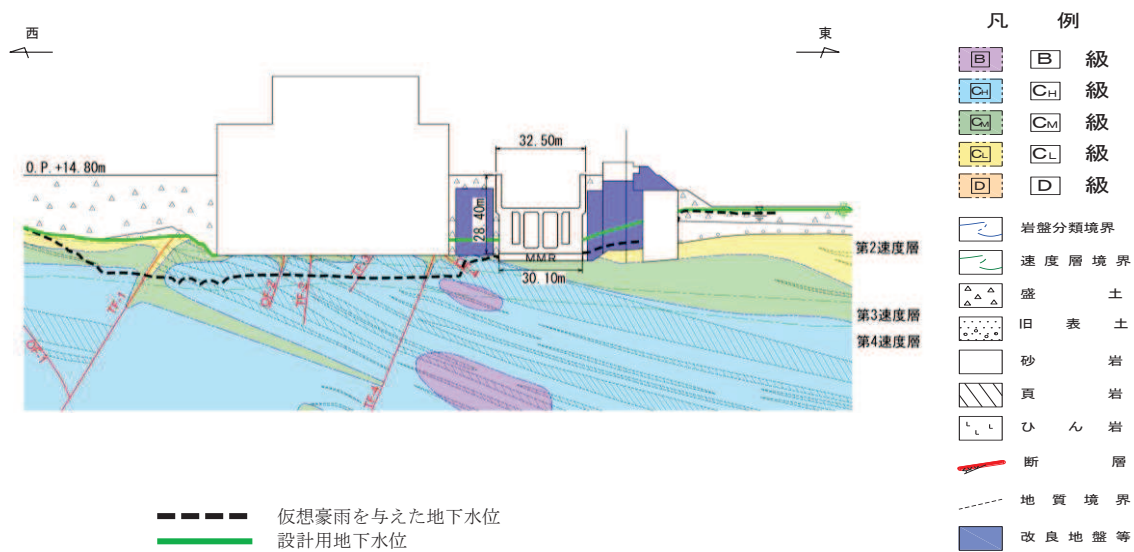 西
東
O.P.+14.80m
32.50m
28.40m
MMR
30.10m
TF-1
OF-1
OF-2
TF-2
TF-3
TF-4
第2速度層
第3速度層
第4速度層
仮想豪雨を与えた地下水位
設計用地下水位
凡 例
B B 級
CH CH 級
CM CM 級
CL CL 級
D D 級
岩盤分類境界
速度層境界
盛 土
旧 表 土
砂 岩
頁 岩
ひ ん 岩
断 層
地 質 境 界
改 良 地 盤 等